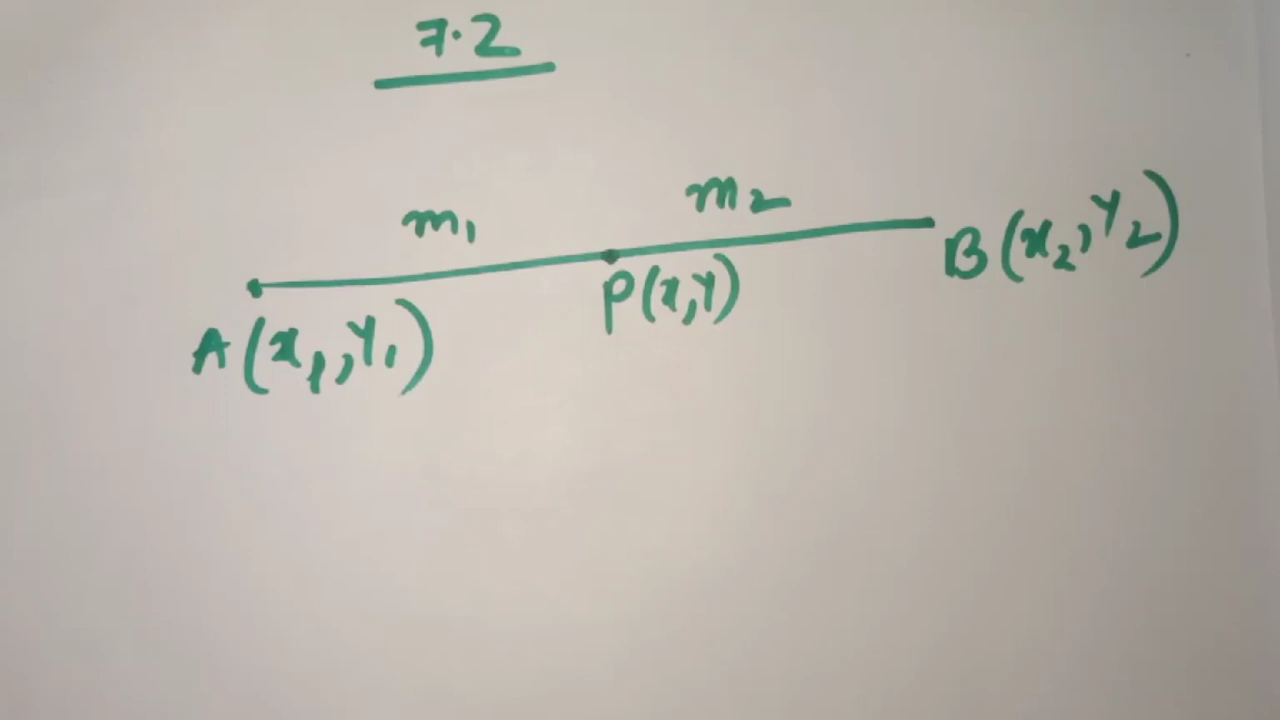 7.2
m₁ m₂
A(x₁,y₁) P(x,y) B(x₂,y₂)